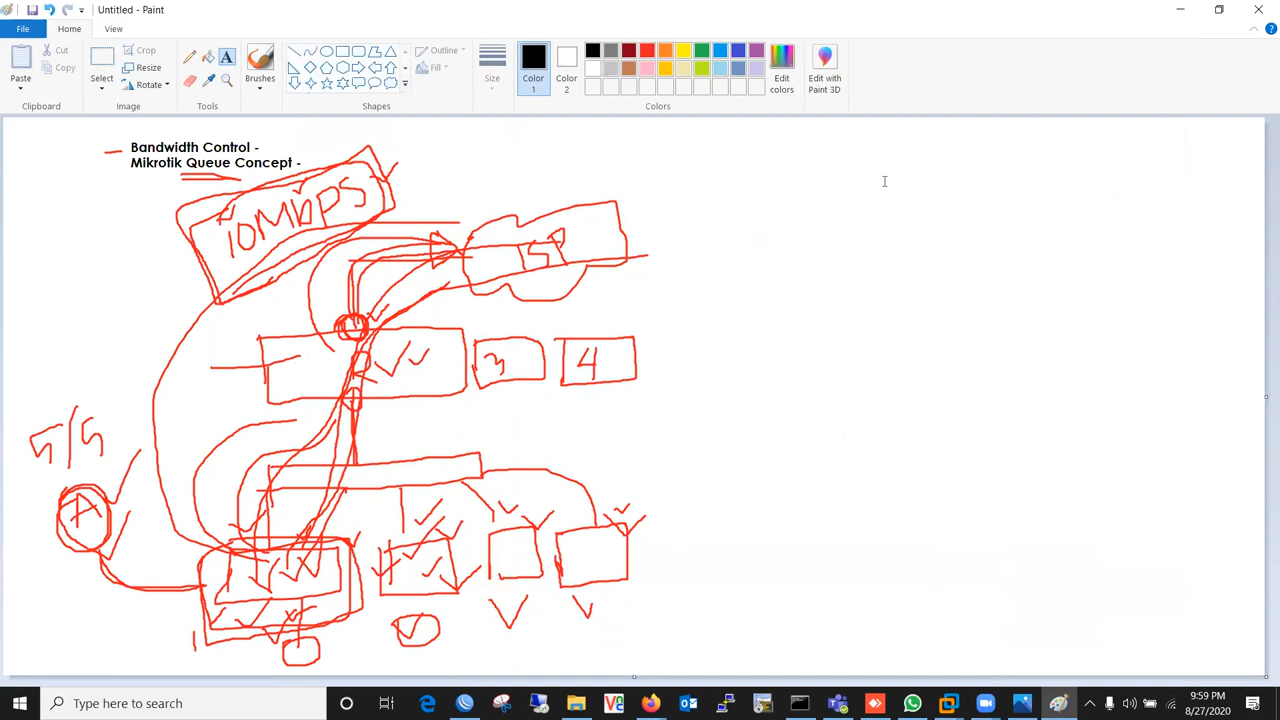 Untitled - Paint
File Home View
Paste Cut Copy
Select Crop Resize Rotate
Brushes
Outline Fill
Size
Color 1
Color 2
Edit colors
Edit with Paint 3D
Clipboard Image Tools Shapes Colors
Bandwidth Control -
Mikrotik Queue Concept -
10Mbps
ISP
3
4
5/5
A
Type here to search
9:59 PM
8/27/2020